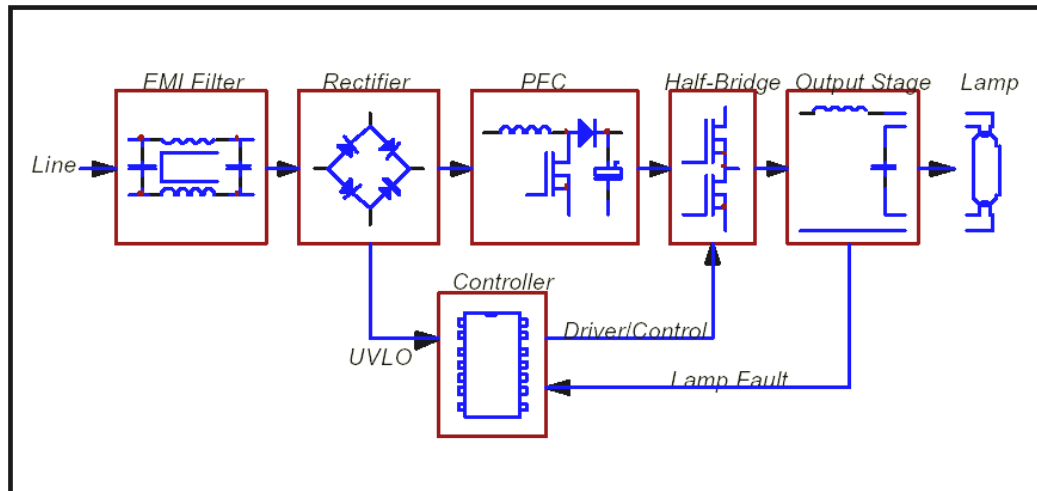 EMI Filter
Rectifier
PFC
Half-Bridge
Output Stage
Lamp
Line
Controller
Driver/Control
UVLO
Lamp Fault